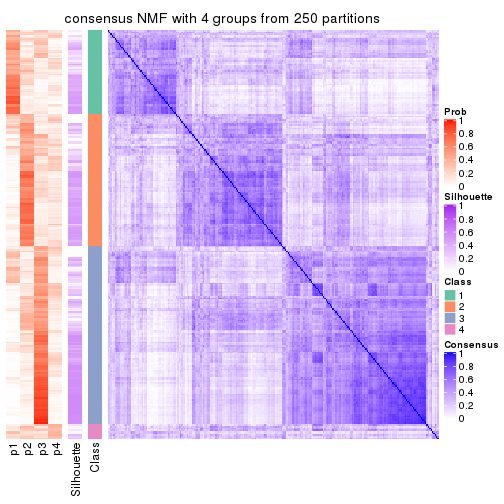 consensus NMF with 4 groups from 250 partitions
Prob
1
0.8
0.6
0.4
0.2
0
Silhouette
1
0.8
0.6
0.4
0.2
0
Class
1
2
3
4
Consensus
1
0.8
0.6
0.4
0.2
0
p1
p2
p3
p4
Silhouette
Class